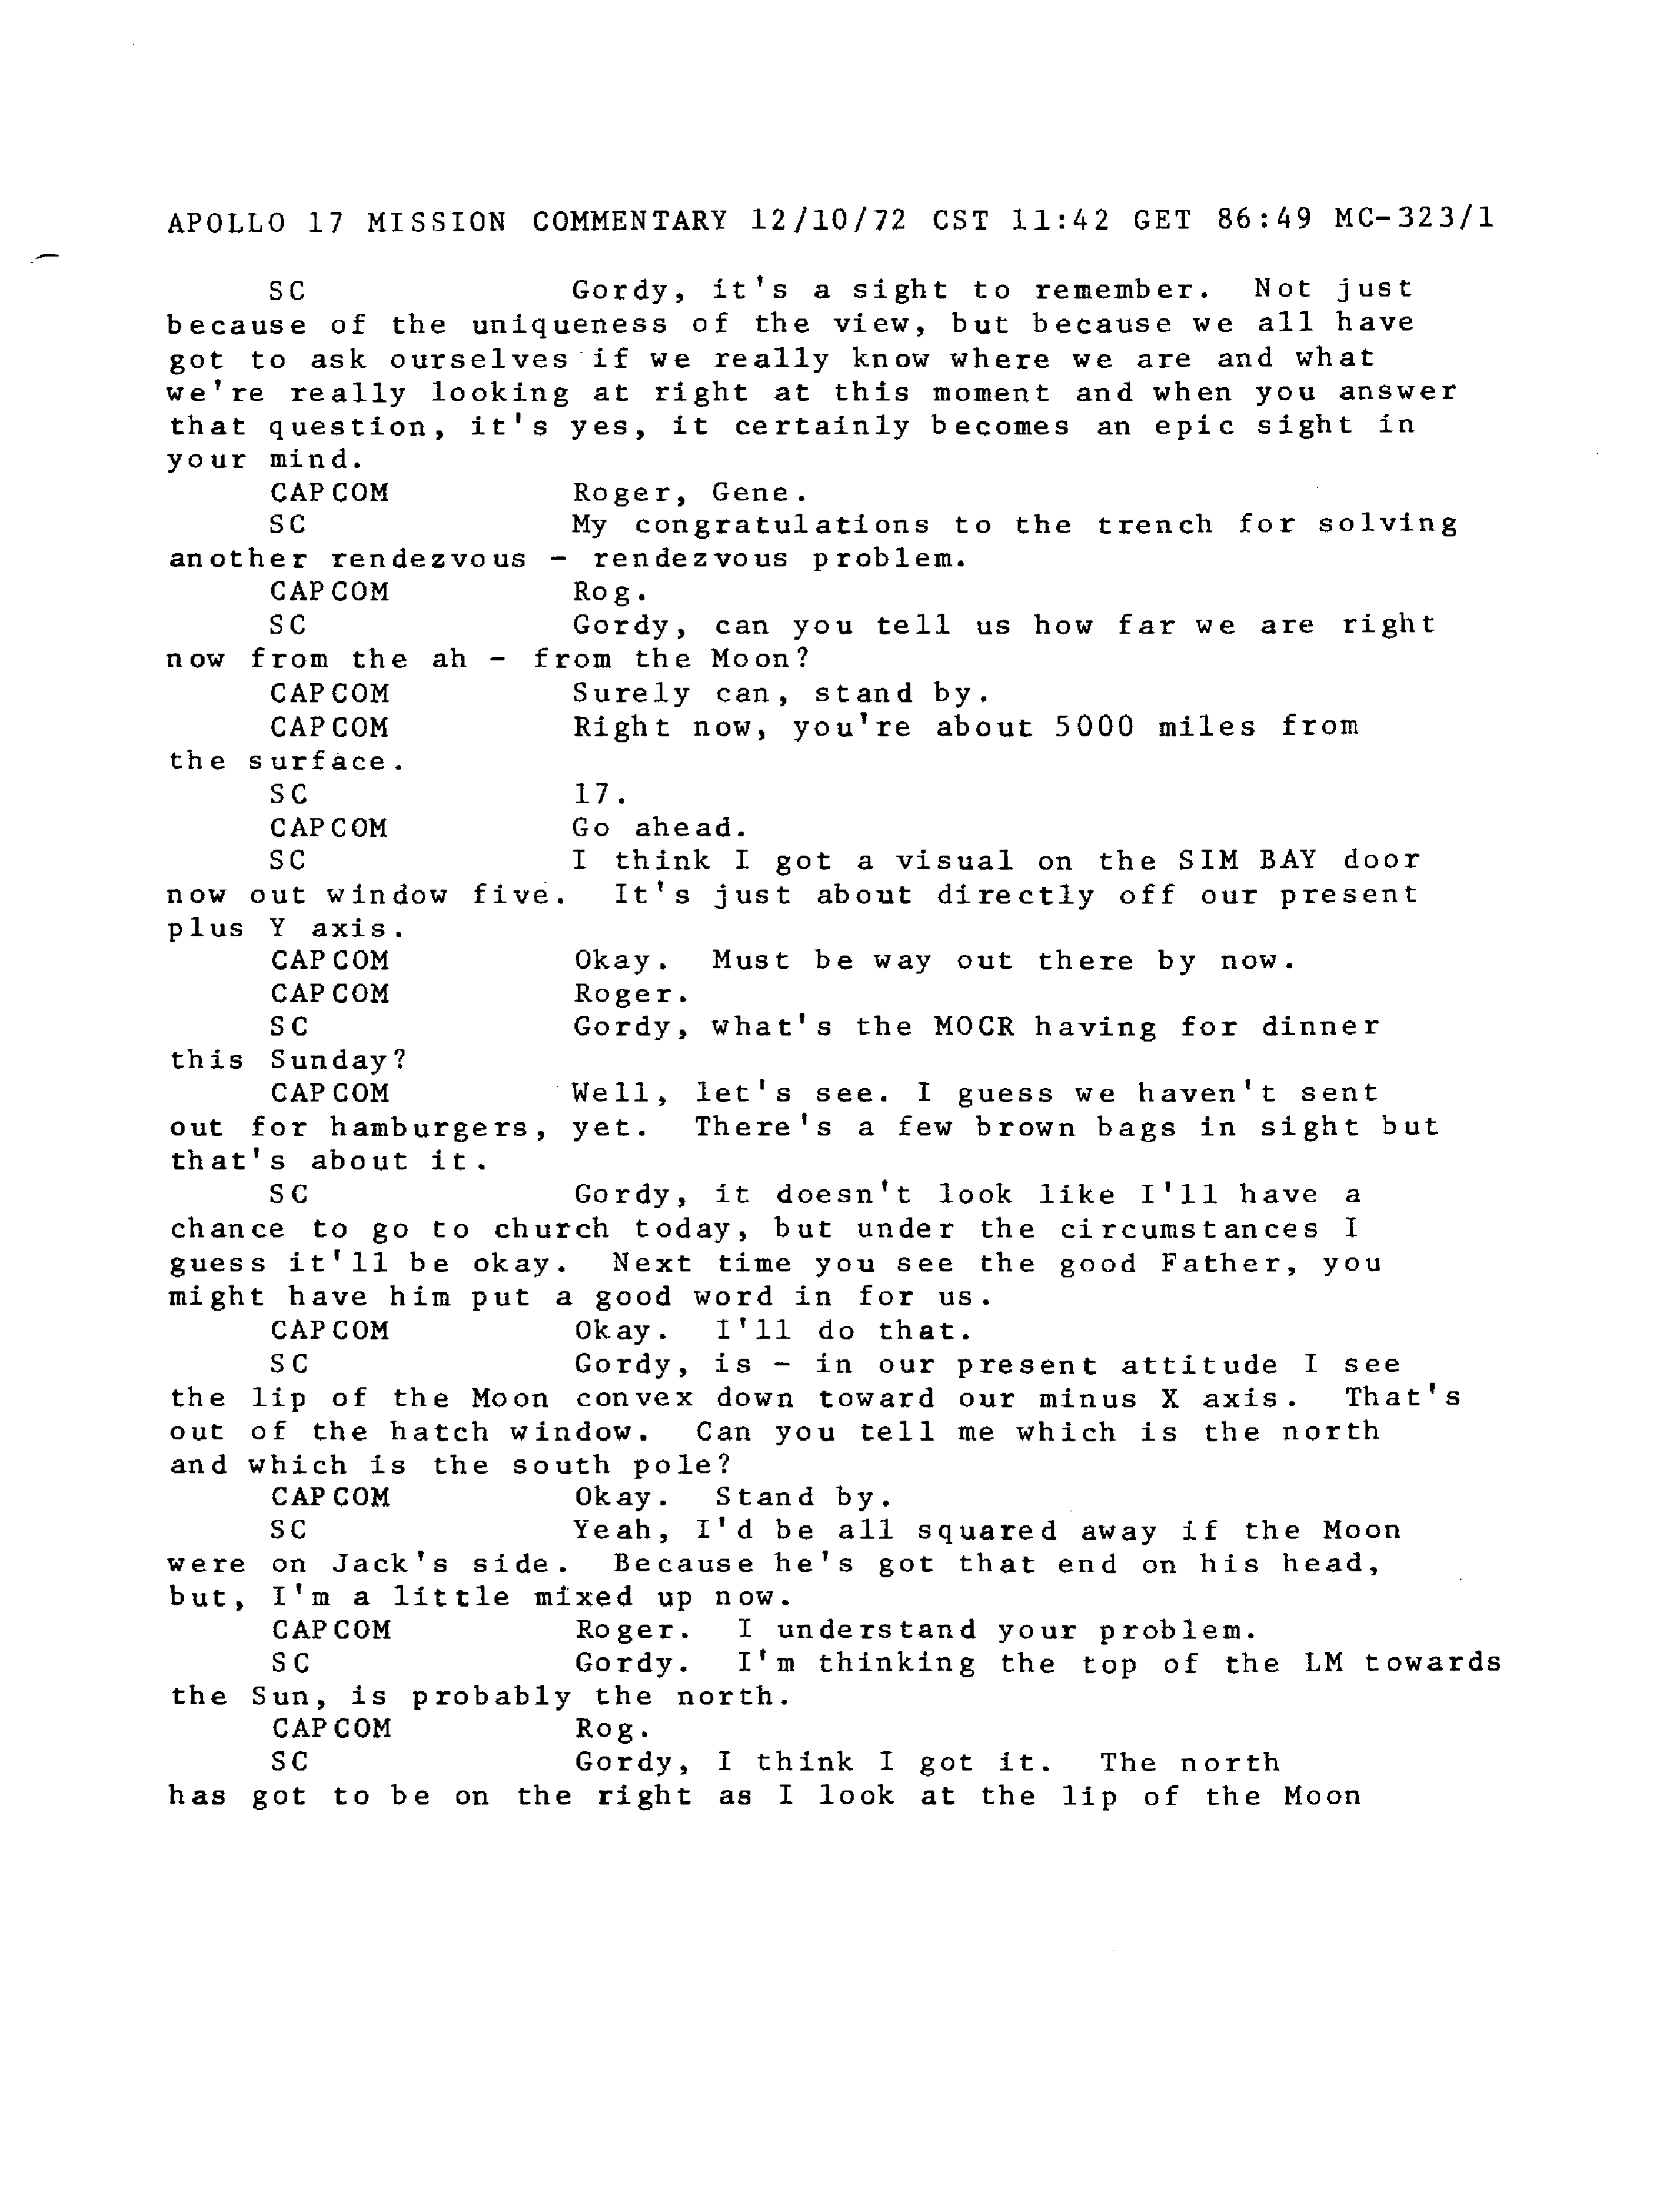 APOLLO 17 MISSION COMMENTARY 12/10/72 CST 11:42 GET 86:49 MC-323/1
SC Gordy, it's a sight to remember. Not just
because of the uniqueness of the view, but because we all have
got to ask ourselves if we really know where we are and what
we're really looking at right at this moment and when you answer
that question, it's yes, it certainly becomes an epic sight in
your mind.
CAPCOM Roger, Gene.
SC My congratulations to the trench for solving
another rendezvous - rendezvous problem.
CAPCOM Rog.
SC Gordy, can you tell us how far we are right
now from the ah - from the Moon?
CAPCOM Surely can, stand by.
CAPCOM Right now, you're about 5000 miles from
the surface.
SC 17.
CAPCOM Go ahead.
SC I think I got a visual on the SIM BAY door
now out window five. It's just about directly off our present
plus Y axis.
CAPCOM Okay. Must be way out there by now.
CAPCOM Roger.
SC Gordy, what's the MOCR having for dinner
this Sunday?
CAPCOM Well, let's see. I guess we haven't sent
out for hamburgers, yet. There's a few brown bags in sight but
that's about it.
SC Gordy, it doesn't look like I'll have a
chance to go to church today, but under the circumstances I
guess it'll be okay. Next time you see the good Father, you
might have him put a good word in for us.
CAPCOM Okay. I'll do that.
SC Gordy, is - in our present attitude I see
the lip of the Moon convex down toward our minus X axis. That's
out of the hatch window. Can you tell me which is the north
and which is the south pole?
CAPCOM Okay. Stand by.
SC Yeah, I'd be all squared away if the Moon
were on Jack's side. Because he's got that end on his head,
but, I'm a little mixed up now.
CAPCOM Roger. I understand your problem.
SC Gordy. I'm thinking the top of the LM towards
the Sun, is probably the north.
CAPCOM Rog.
SC Gordy, I think I got it. The north
has got to be on the right as I look at the lip of the Moon